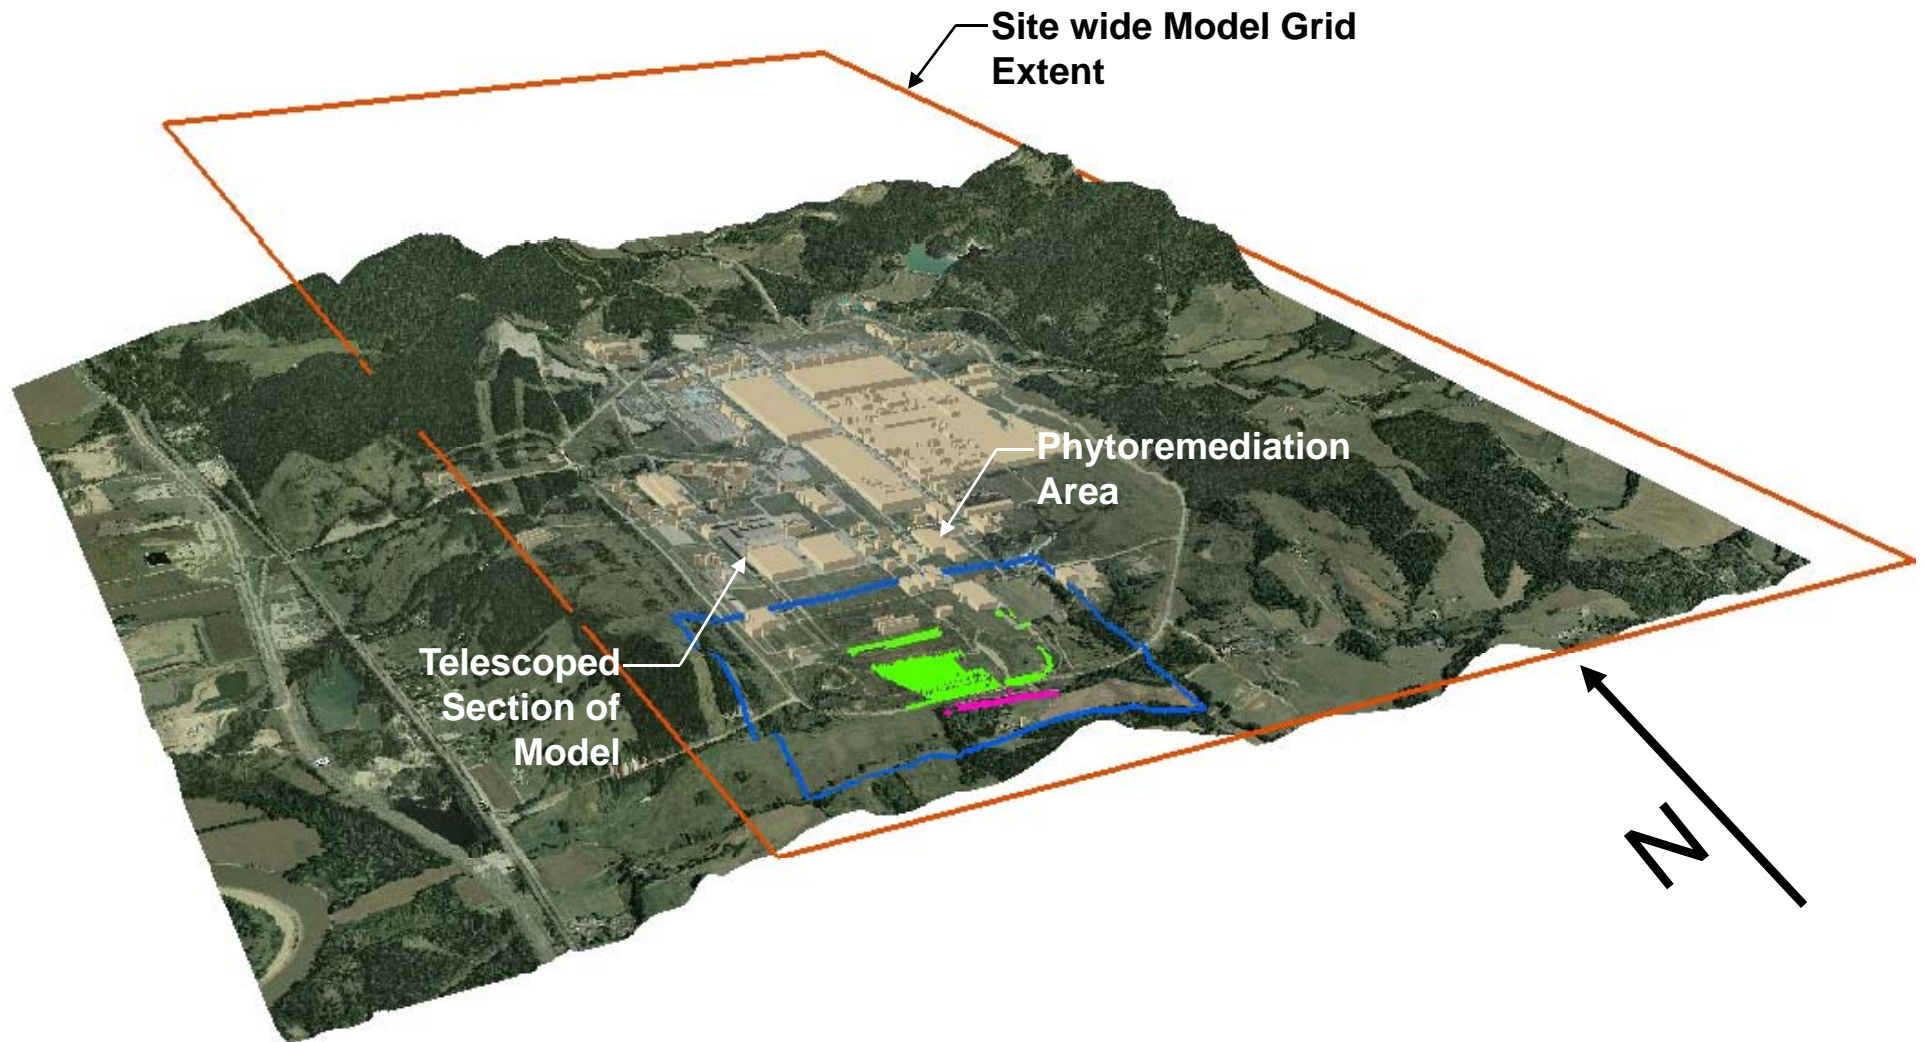 Site wide Model Grid
Extent
Phytoremediation
Area
Telescoped
Section of
Model
N